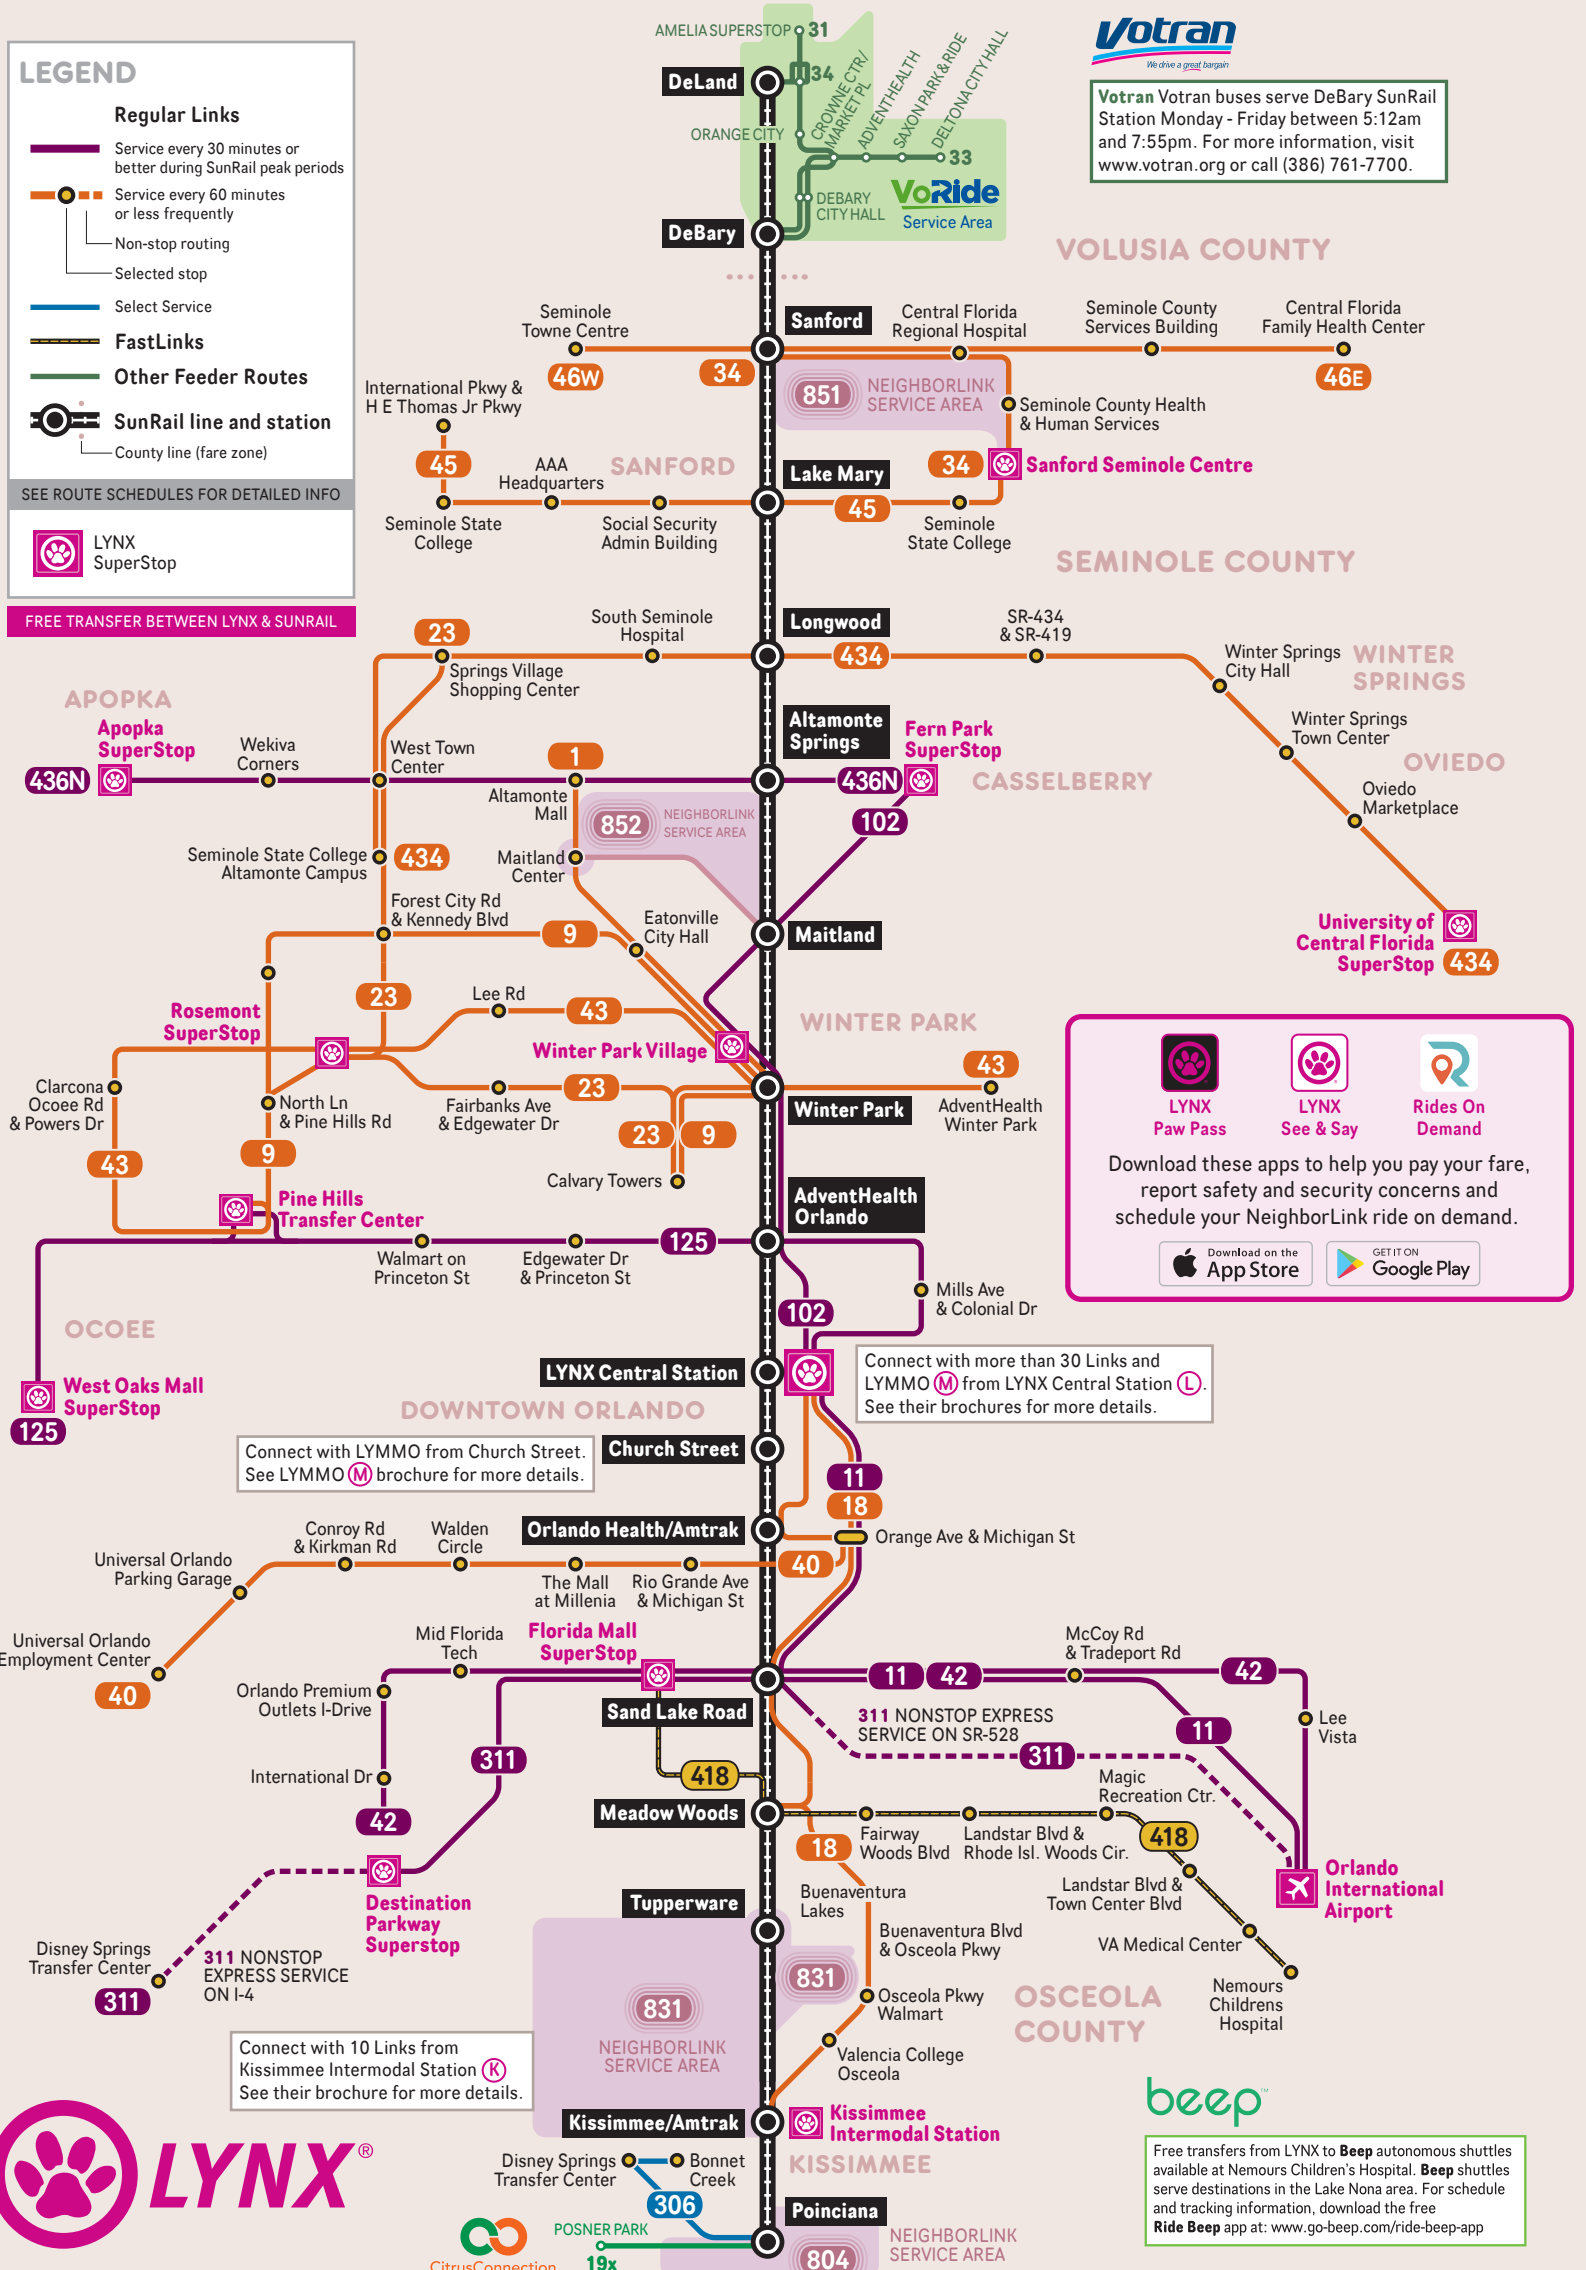 LEGEND
Regular Links
Service every 30 minutes or
better during SunRail peak periods
Service every 60 minutes
or less frequently
Non-stop routing
Selected stop
Select Service
FastLinks
Other Feeder Routes
SunRail line and station
County line (fare zone)
SEE ROUTE SCHEDULES FOR DETAILED INFO
LYNX
SuperStop
FREE TRANSFER BETWEEN LYNX & SUNRAIL
AMELIA SUPERSTOP
31
34
DeLand
CROWNE CTR/
MARKET PL
ADVENTHEALTH
SAXON PARK & RIDE
DELTONA CITY HALL
ORANGE CITY
33
DEBARY
CITY HALL
VoRide
Service Area
DeBary
Votran
We drive a great bargain
Votran Votran buses serve DeBary SunRail
Station Monday - Friday between 5:12am
and 7:55pm. For more information, visit
www.votran.org or call (386) 761-7700.
VOLUSIA COUNTY
Seminole
Towne Centre
46W
34
Sanford
Central Florida
Regional Hospital
Seminole County
Services Building
Central Florida
Family Health Center
46E
International Pkwy &
H E Thomas Jr Pkwy
851
NEIGHBORLINK
SERVICE AREA
Seminole County Health
& Human Services
45
AAA
Headquarters
SANFORD
Lake Mary
34
Sanford Seminole Centre
45
Seminole State
College
Social Security
Admin Building
Seminole
State College
SEMINOLE COUNTY
23
South Seminole
Hospital
Longwood
434
SR-434
& SR-419
Springs Village
Shopping Center
Winter Springs
City Hall
WINTER
SPRINGS
APOPKA
Apopka
SuperStop
Wekiva
Corners
West Town
Center
1
Altamonte
Springs
Fern Park
SuperStop
Winter Springs
Town Center
OVIEDO
436N
436N
CASSELBERRY
Altamonte
Mall
852
NEIGHBORLINK
SERVICE AREA
102
Oviedo
Marketplace
Seminole State College
Altamonte Campus
434
Maitland
Center
Forest City Rd
& Kennedy Blvd
9
Eatonville
City Hall
Maitland
University of
Central Florida
SuperStop
434
23
Lee Rd
43
Rosemont
SuperStop
WINTER PARK
Winter Park Village
43
Clarcona
Ocoee Rd
& Powers Dr
North Ln
& Pine Hills Rd
Fairbanks Ave
& Edgewater Dr
23
Winter Park
AdventHealth
Winter Park
43
9
23
9
Calvary Towers
LYNX
Paw Pass
LYNX
See & Say
Rides On
Demand
Download these apps to help you pay your fare,
report safety and security concerns and
schedule your NeighborLink ride on demand.
Download on the
App Store
GET IT ON
Google Play
Pine Hills
Transfer Center
AdventHealth
Orlando
Walmart on
Princeton St
Edgewater Dr
& Princeton St
125
Mills Ave
& Colonial Dr
102
OCOEE
West Oaks Mall
SuperStop
125
LYNX Central Station
Connect with more than 30 Links and
LYMMO M from LYNX Central Station L.
See their brochures for more details.
DOWNTOWN ORLANDO
Connect with LYMMO from Church Street.
See LYMMO M brochure for more details.
Church Street
11
18
Conroy Rd
& Kirkman Rd
Walden
Circle
Orlando Health/Amtrak
Orange Ave & Michigan St
40
Universal Orlando
Parking Garage
The Mall
at Millenia
Rio Grande Ave
& Michigan St
Universal Orlando
Employment Center
40
Mid Florida
Tech
Florida Mall
SuperStop
McCoy Rd
& Tradeport Rd
11
42
42
Orlando Premium
Outlets I-Drive
Sand Lake Road
311 NONSTOP EXPRESS
SERVICE ON SR-528
11
Lee
Vista
311
311
418
International Dr
42
Magic
Recreation Ctr.
Meadow Woods
Fairway
Woods Blvd
Landstar Blvd &
Rhode Isl. Woods Cir.
418
18
Destination
Parkway
Superstop
Tupperware
Buenaventura
Lakes
Landstar Blvd &
Town Center Blvd
Orlando
International
Airport
Buenaventura Blvd
& Osceola Pkwy
VA Medical Center
Disney Springs
Transfer Center
311
311 NONSTOP
EXPRESS SERVICE
ON I-4
831
831
NEIGHBORLINK
SERVICE AREA
Osceola Pkwy
Walmart
OSCEOLA
COUNTY
Nemours
Childrens
Hospital
Connect with 10 Links from
Kissimmee Intermodal Station K
See their brochure for more details.
Valencia College
Osceola
Kissimmee/Amtrak
Kissimmee
Intermodal Station
KISSIMMEE
LYNX®
Disney Springs
Transfer Center
Bonnet
Creek
306
Poinciana
804
NEIGHBORLINK
SERVICE AREA
POSNER PARK
19x
CitrusConnection
beep™
Free transfers from LYNX to Beep autonomous shuttles
available at Nemours Children's Hospital. Beep shuttles
serve destinations in the Lake Nona area. For schedule
and tracking information, download the free
Ride Beep app at: www.go-beep.com/ride-beep-app